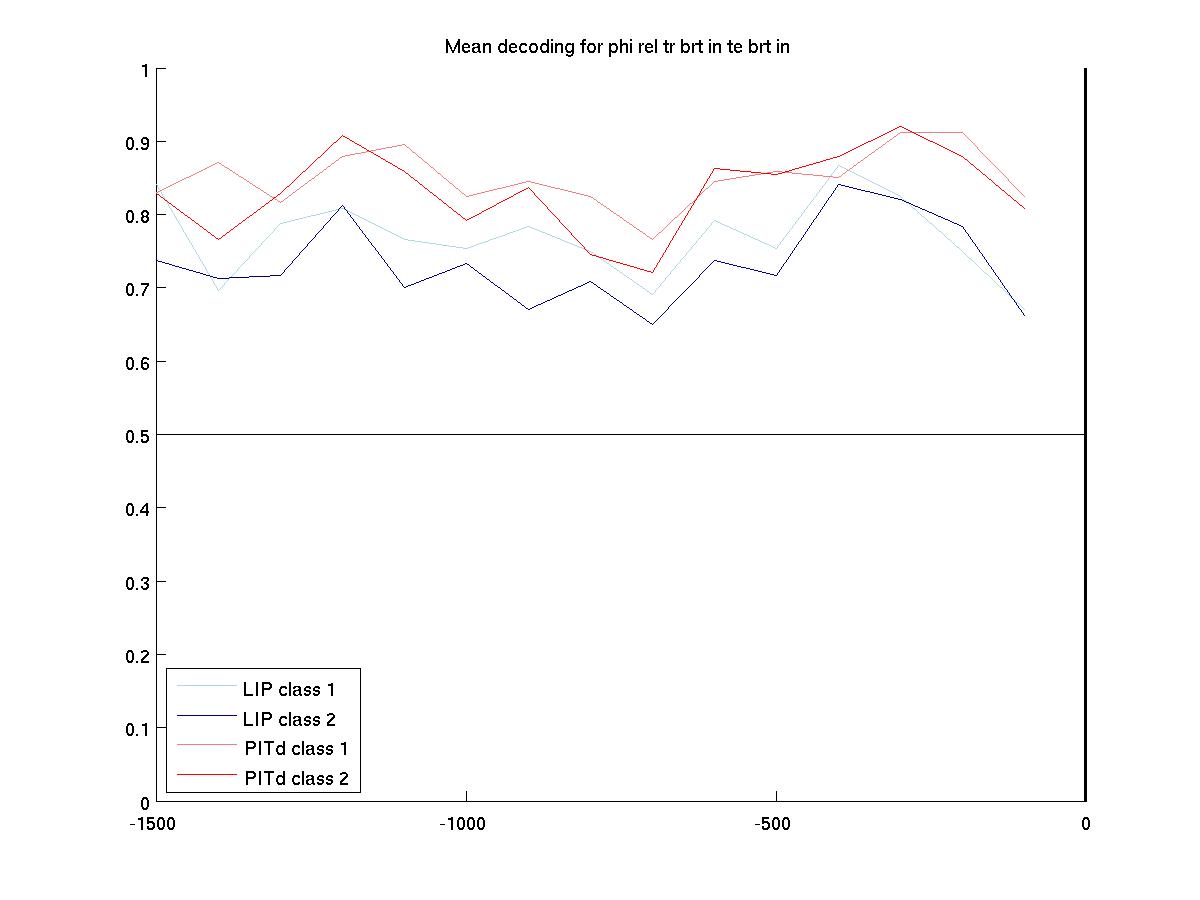 Mean decoding for phi rel tr brt in te brt in
1
0.9
0.8
0.7
0.6
0.5
0.4
0.3
0.2
0.1
0
LIP class 1
LIP class 2
PITd class 1
PITd class 2
-1500 -1000 -500 0